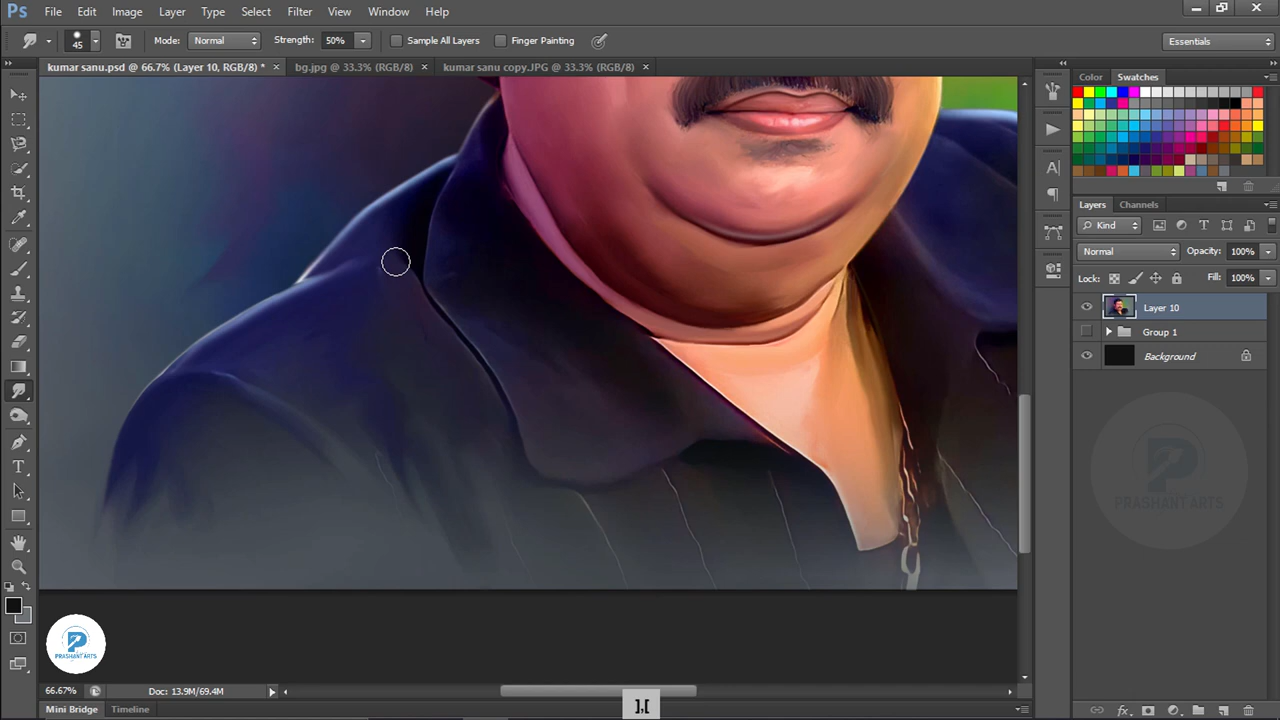 Ps File Edit Image Layer Type Select Filter View Window Help
45 Mode: Normal Strength: 50% Sample All Layers Finger Painting Essentials
kumar sanu.psd @ 66.7% (Layer 10, RGB/8) * × bg.jpg @ 33.3% (RGB/8) × kumar sanu copy.JPG @ 33.3% (RGB/8) ×
Color Swatches
Layers Channels
Kind
Normal Opacity: 100%
Lock: Fill: 100%
Layer 10
Group 1
Background
PRASHANT ARTS
PRASHANT ARTS
66.67% Doc: 13.9M/69.4M
],[
Mini Bridge Timeline